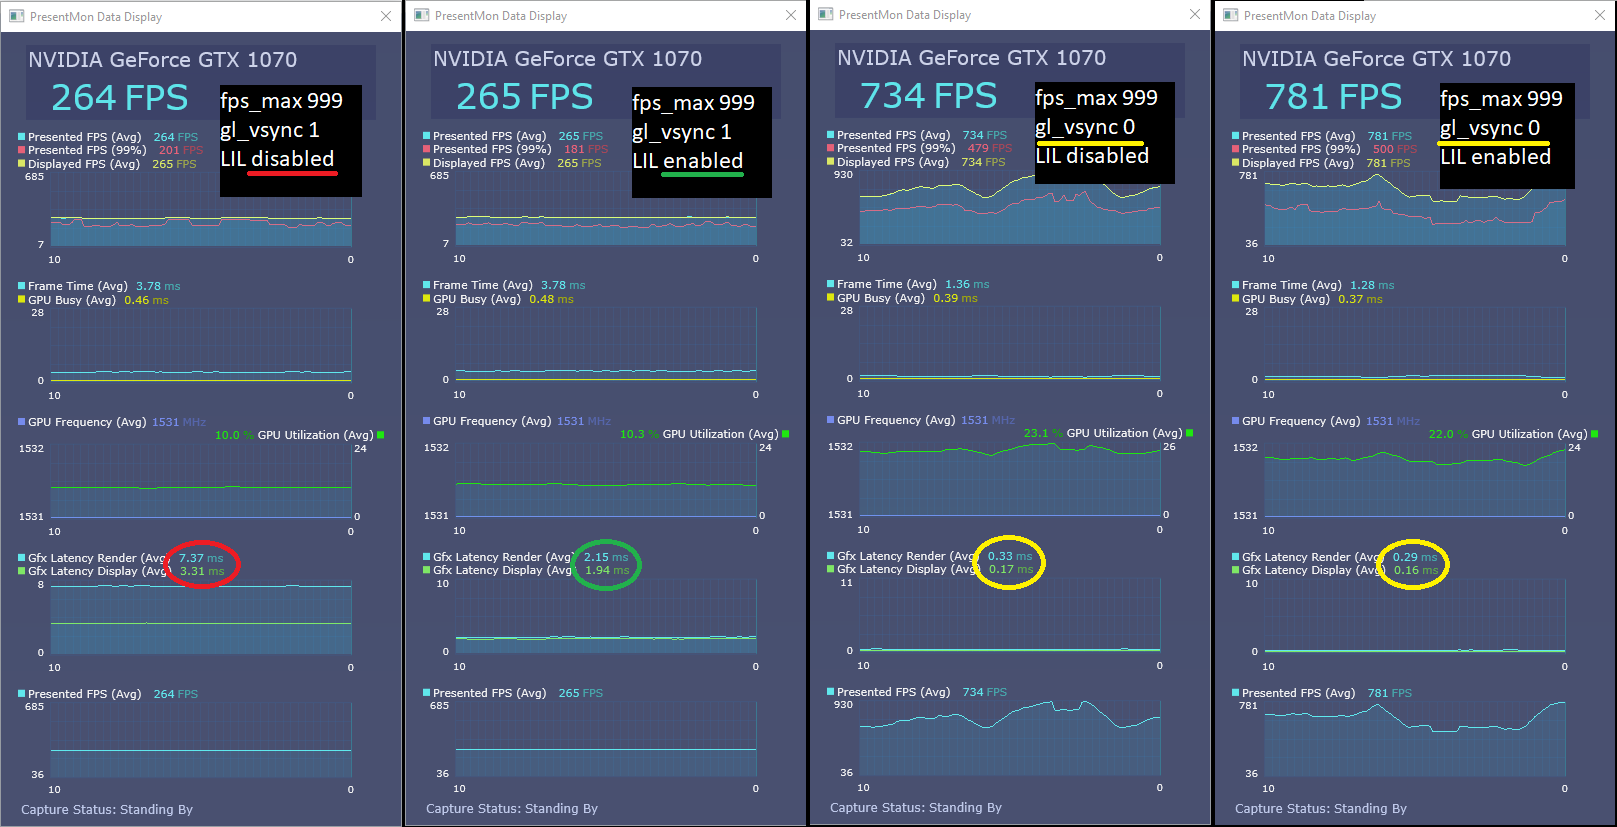 PresentMon Data Display
NVIDIA GeForce GTX 1070
264 FPS
fps_max 999
gl_vsync 1
LIL disabled
Presented FPS (Avg) 264 FPS
Presented FPS (99%) 201 FPS
Displayed FPS (Avg) 265 FPS
685
7
10 0
Frame Time (Avg) 3.78 ms
GPU Busy (Avg) 0.46 ms
28
0
10 0
GPU Frequency (Avg) 1531 MHz
10.0 % GPU Utilization (Avg)
1532 24
1531 0
10 0
Gfx Latency Render (Avg) 7.37 ms
Gfx Latency Display (Avg) 3.31 ms
8
0
10 0
Presented FPS (Avg) 264 FPS
685
36
10 0
Capture Status: Standing By
PresentMon Data Display
NVIDIA GeForce GTX 1070
265 FPS
fps_max 999
gl_vsync 1
LIL enabled
Presented FPS (Avg) 265 FPS
Presented FPS (99%) 181 FPS
Displayed FPS (Avg) 265 FPS
685
7
10 0
Frame Time (Avg) 3.78 ms
GPU Busy (Avg) 0.48 ms
28
0
10 0
GPU Frequency (Avg) 1531 MHz
10.3 % GPU Utilization (Avg)
1532 24
1531 0
10 0
Gfx Latency Render (Avg) 2.15 ms
Gfx Latency Display (Avg) 1.94 ms
10
0
10 0
Presented FPS (Avg) 265 FPS
685
36
10 0
Capture Status: Standing By
PresentMon Data Display
NVIDIA GeForce GTX 1070
734 FPS
fps_max 999
gl_vsync 0
LIL disabled
Presented FPS (Avg) 734 FPS
Presented FPS (99%) 479 FPS
Displayed FPS (Avg) 734 FPS
930
32
10 0
Frame Time (Avg) 1.36 ms
GPU Busy (Avg) 0.39 ms
28
0
10 0
GPU Frequency (Avg) 1531 MHz
23.1 % GPU Utilization (Avg)
1532 26
1531 0
10 0
Gfx Latency Render (Avg) 0.33 ms
Gfx Latency Display (Avg) 0.17 ms
11
0
10 0
Presented FPS (Avg) 734 FPS
930
36
10 0
Capture Status: Standing By
PresentMon Data Display
NVIDIA GeForce GTX 1070
781 FPS
fps_max 999
gl_vsync 0
LIL enabled
Presented FPS (Avg) 781 FPS
Presented FPS (99%) 500 FPS
Displayed FPS (Avg) 781 FPS
781
36
10 0
Frame Time (Avg) 1.28 ms
GPU Busy (Avg) 0.37 ms
28
0
10 0
GPU Frequency (Avg) 1531 MHz
22.0 % GPU Utilization (Avg)
1532 24
1531 0
10 0
Gfx Latency Render (Avg) 0.29 ms
Gfx Latency Display (Avg) 0.16 ms
10
0
10 0
Presented FPS (Avg) 781 FPS
781
36
10 0
Capture Status: Standing By